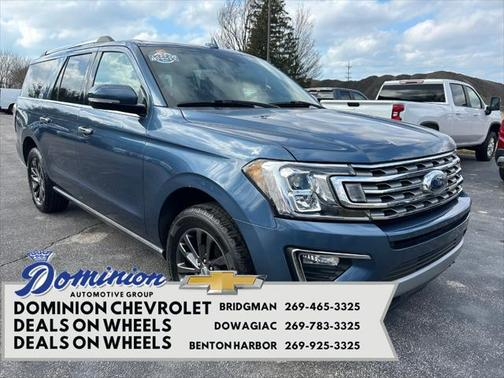 Ford
Dominion
AUTOMOTIVE GROUP
DOMINION CHEVROLET BRIDGMAN 269-465-3325
DEALS ON WHEELS DOWAGIAC 269-783-3325
DEALS ON WHEELS BENTON HARBOR 269-925-3325